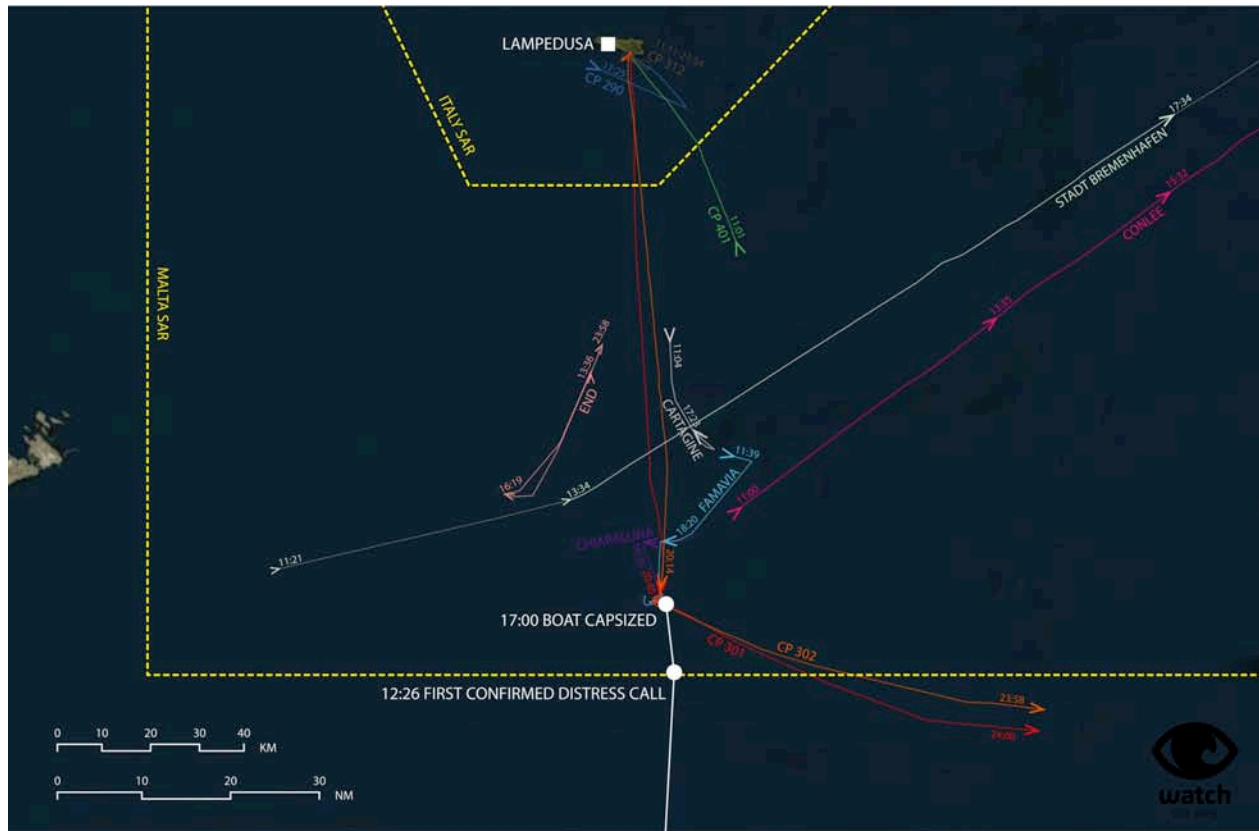 LAMPEDUSA
CP 312
CP 290
ITALY SAR
17:34
STADT BREMENHAFEN
15:32
CONLEE
11:01
CP 401
MALTA SAR
13:35
23:58
13:36
END
11:04
17:28
CARTAGINE
11:39
FAMAVIA
16:19
13:34
11:00
18:20
11:21
20:14
17:00 BOAT CAPSIZED
CP 301
CP 302
12:26 FIRST CONFIRMED DISTRESS CALL
23:58
24:00
0 10 20 30 40
KM
0 10 20 30
NM
watch